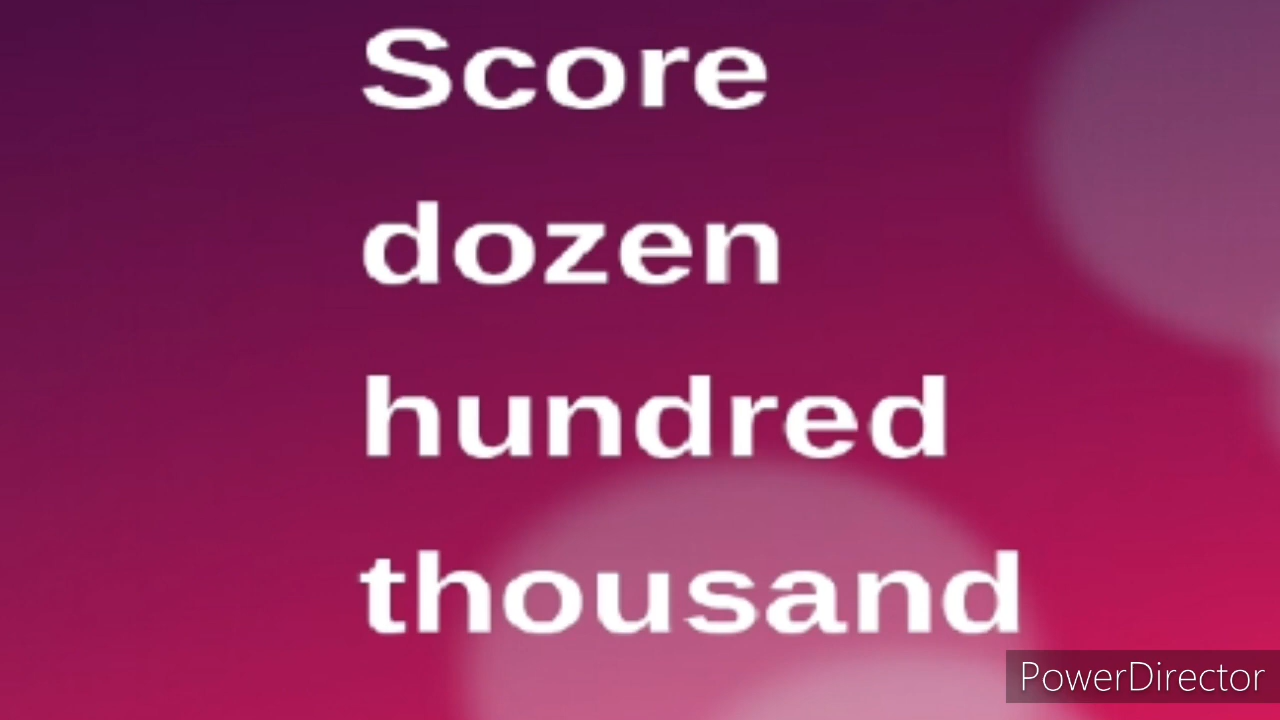 Score
dozen
hundred
thousand
PowerDirector